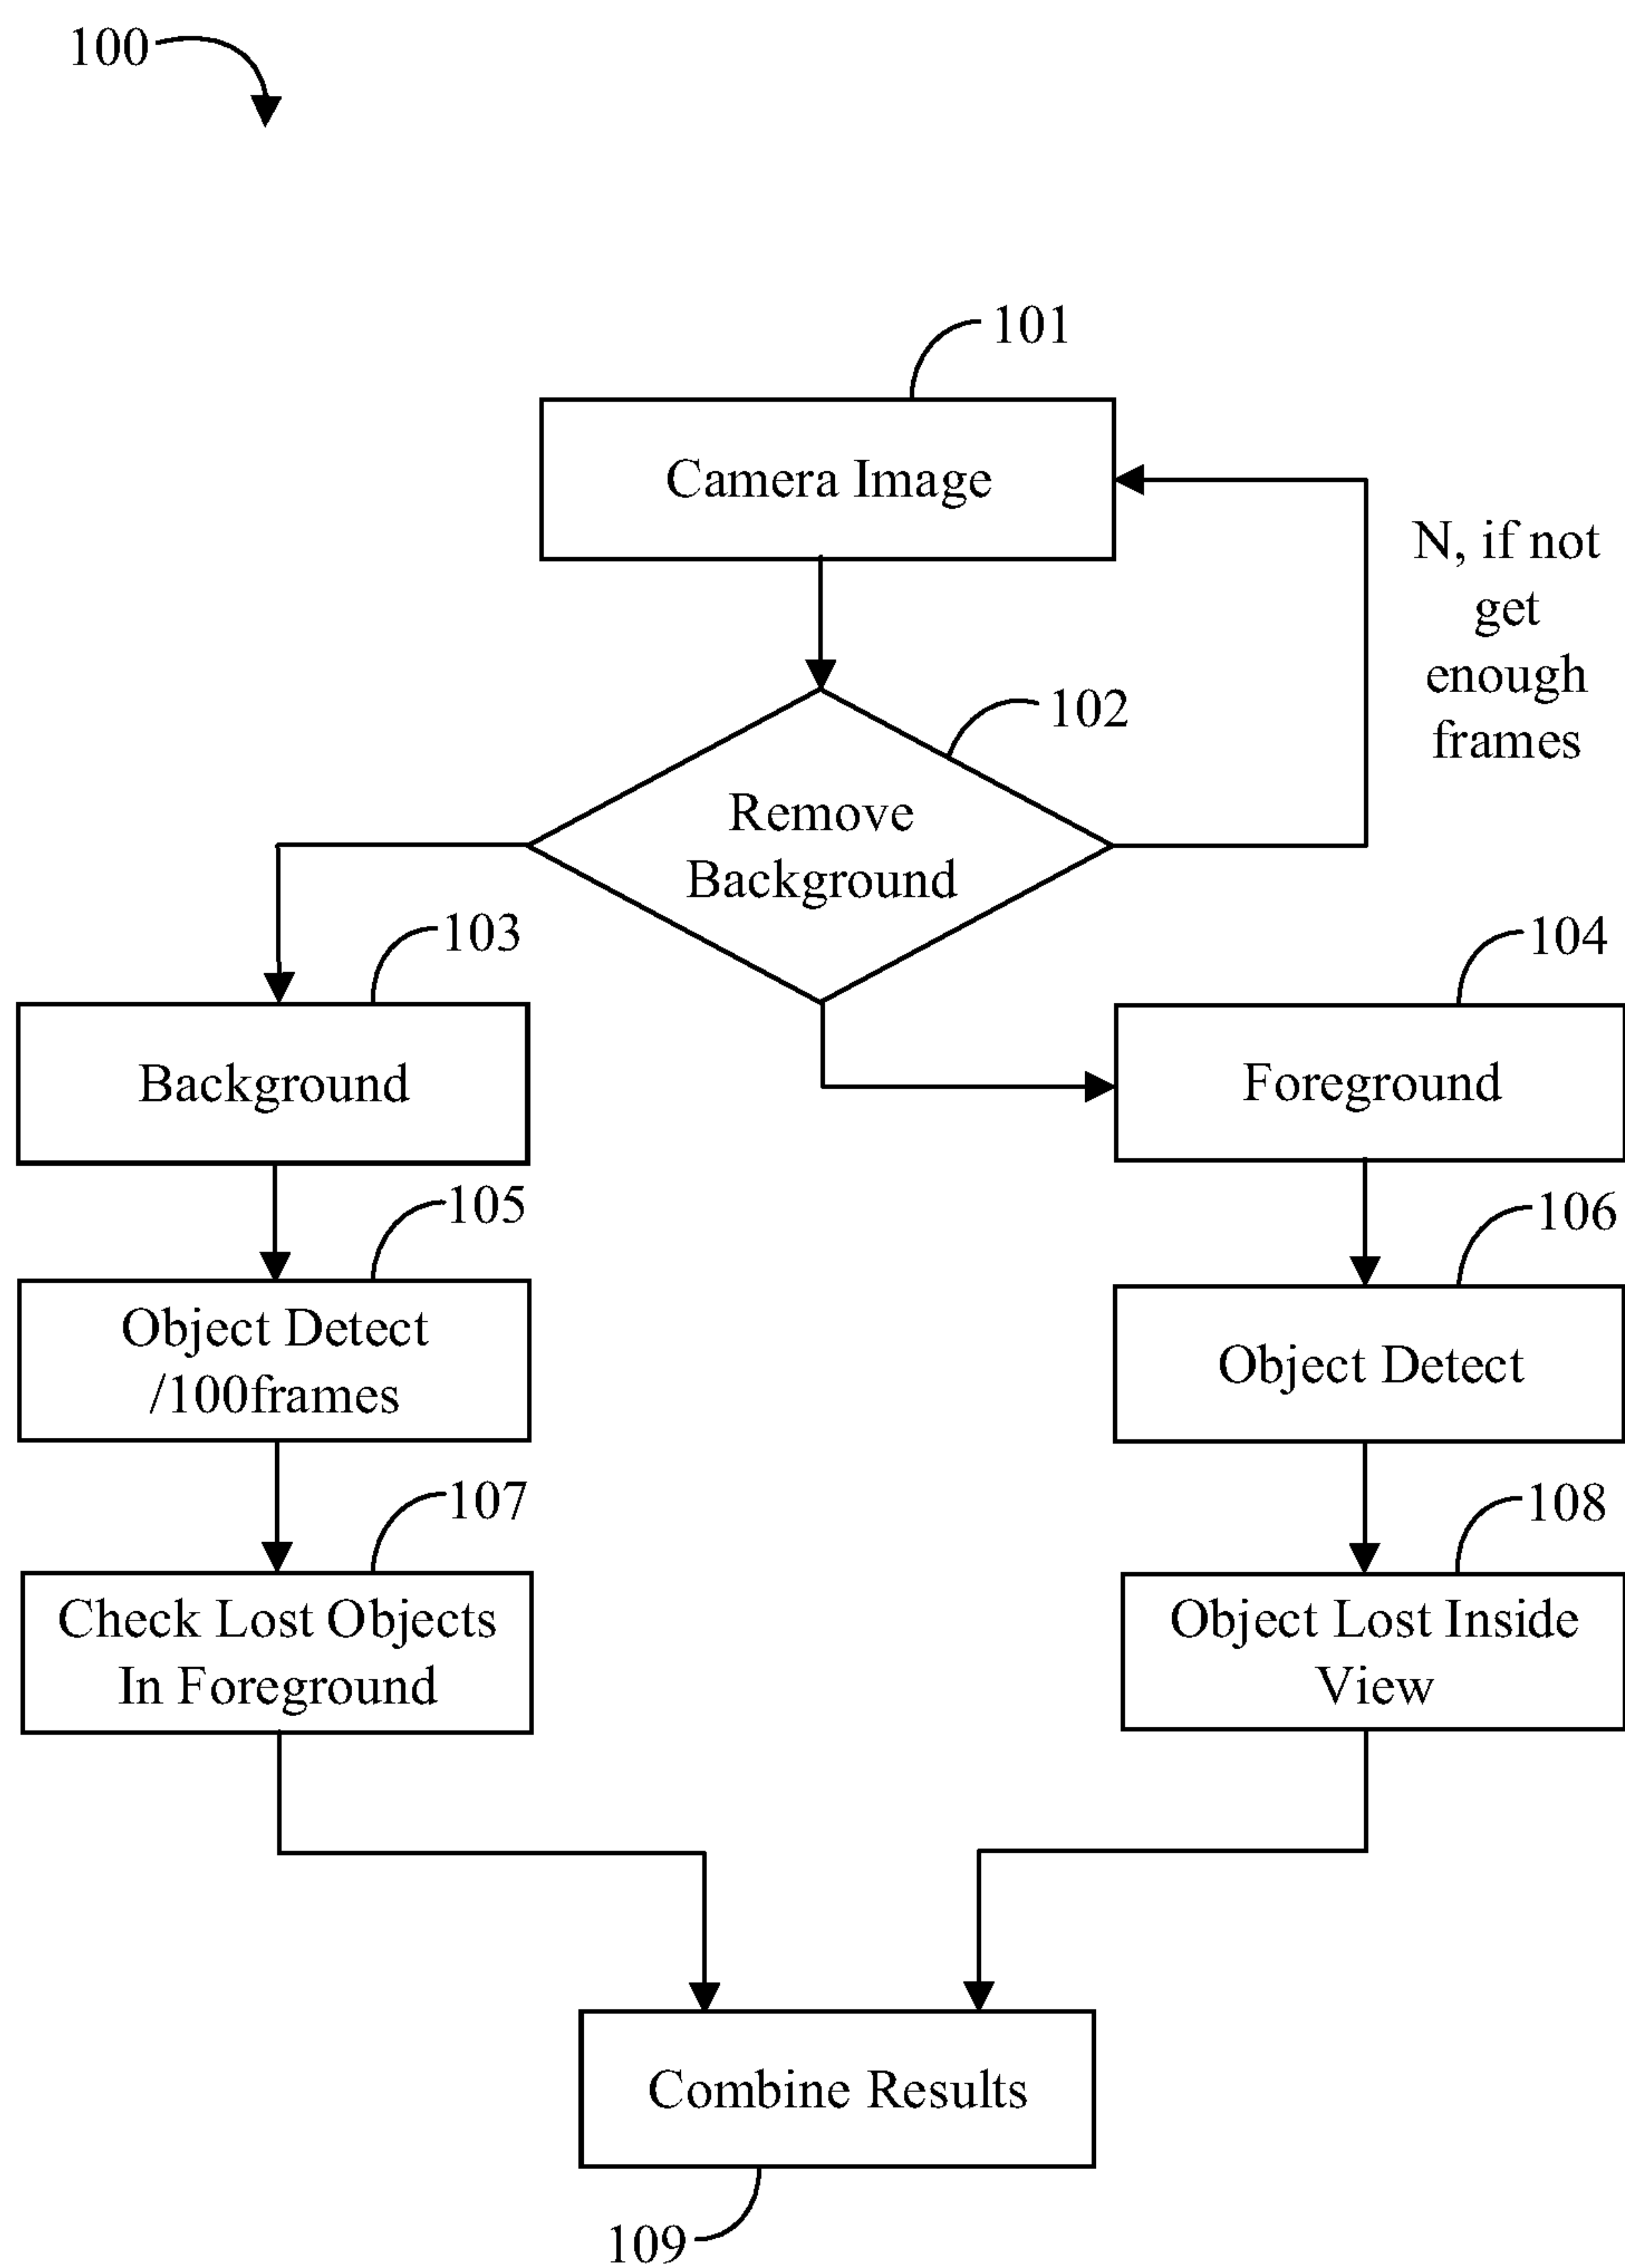 100
101
Camera Image
N, if not
get
enough
frames
102
Remove
Background
103
104
Background
Foreground
105
106
Object Detect
/100frames
Object Detect
107
108
Check Lost Objects
In Foreground
Object Lost Inside
View
Combine Results
109